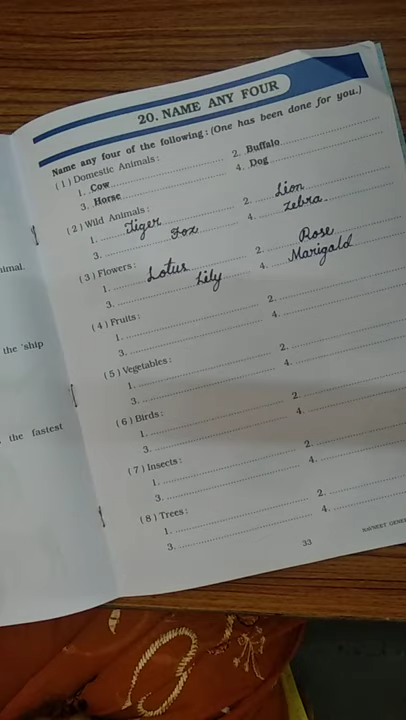 nimal.
the 'ship
the fastest
20. NAME ANY FOUR
Name any four of the following : (One has been done for you.)
( 1 ) Domestic Animals :
1. Cow 2. Buffalo
3. Horse 4. Dog
( 2 ) Wild Animals :
1. Tiger 2. Lion
3. Fox 4. Zebra
( 3 ) Flowers :
1. Lotus 2. Rose
3. Lily 4. Marigold
( 4 ) Fruits :
1. 2.
3. 4.
( 5 ) Vegetables :
1. 2.
3. 4.
( 6 ) Birds :
1. 2.
3. 4.
( 7 ) Insects :
1. 2.
3. 4.
( 8 ) Trees :
1. 2.
3. 4.
33
NAVNEET GENE